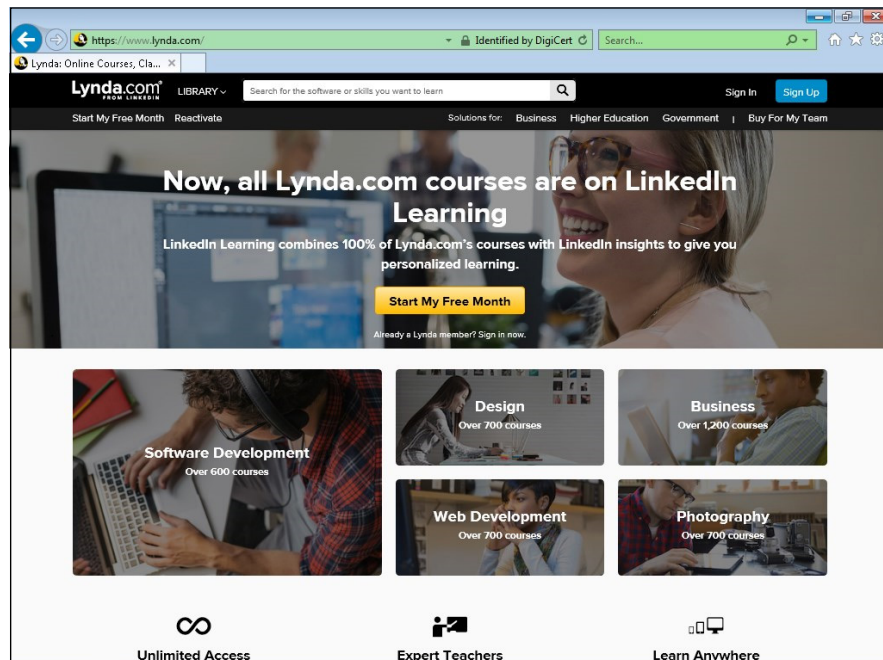 https://www.lynda.com/
Identified by DigiCert
Search...
Lynda: Online Courses, Cla...
Lynda.com
FROM LINKEDIN
LIBRARY
Search for the software or skills you want to learn
Sign In
Sign Up
Start My Free Month Reactivate
Solutions for: Business Higher Education Government | Buy For My Team
Now, all Lynda.com courses are on LinkedIn
Learning
LinkedIn Learning combines 100% of Lynda.com's courses with LinkedIn insights to give you
personalized learning.
Start My Free Month
Already a Lynda member? Sign in now.
Software Development
Over 600 courses
Design
Over 700 courses
Business
Over 1,200 courses
Web Development
Over 700 courses
Photography
Over 700 courses
Unlimited Access
Expert Teachers
Learn Anywhere